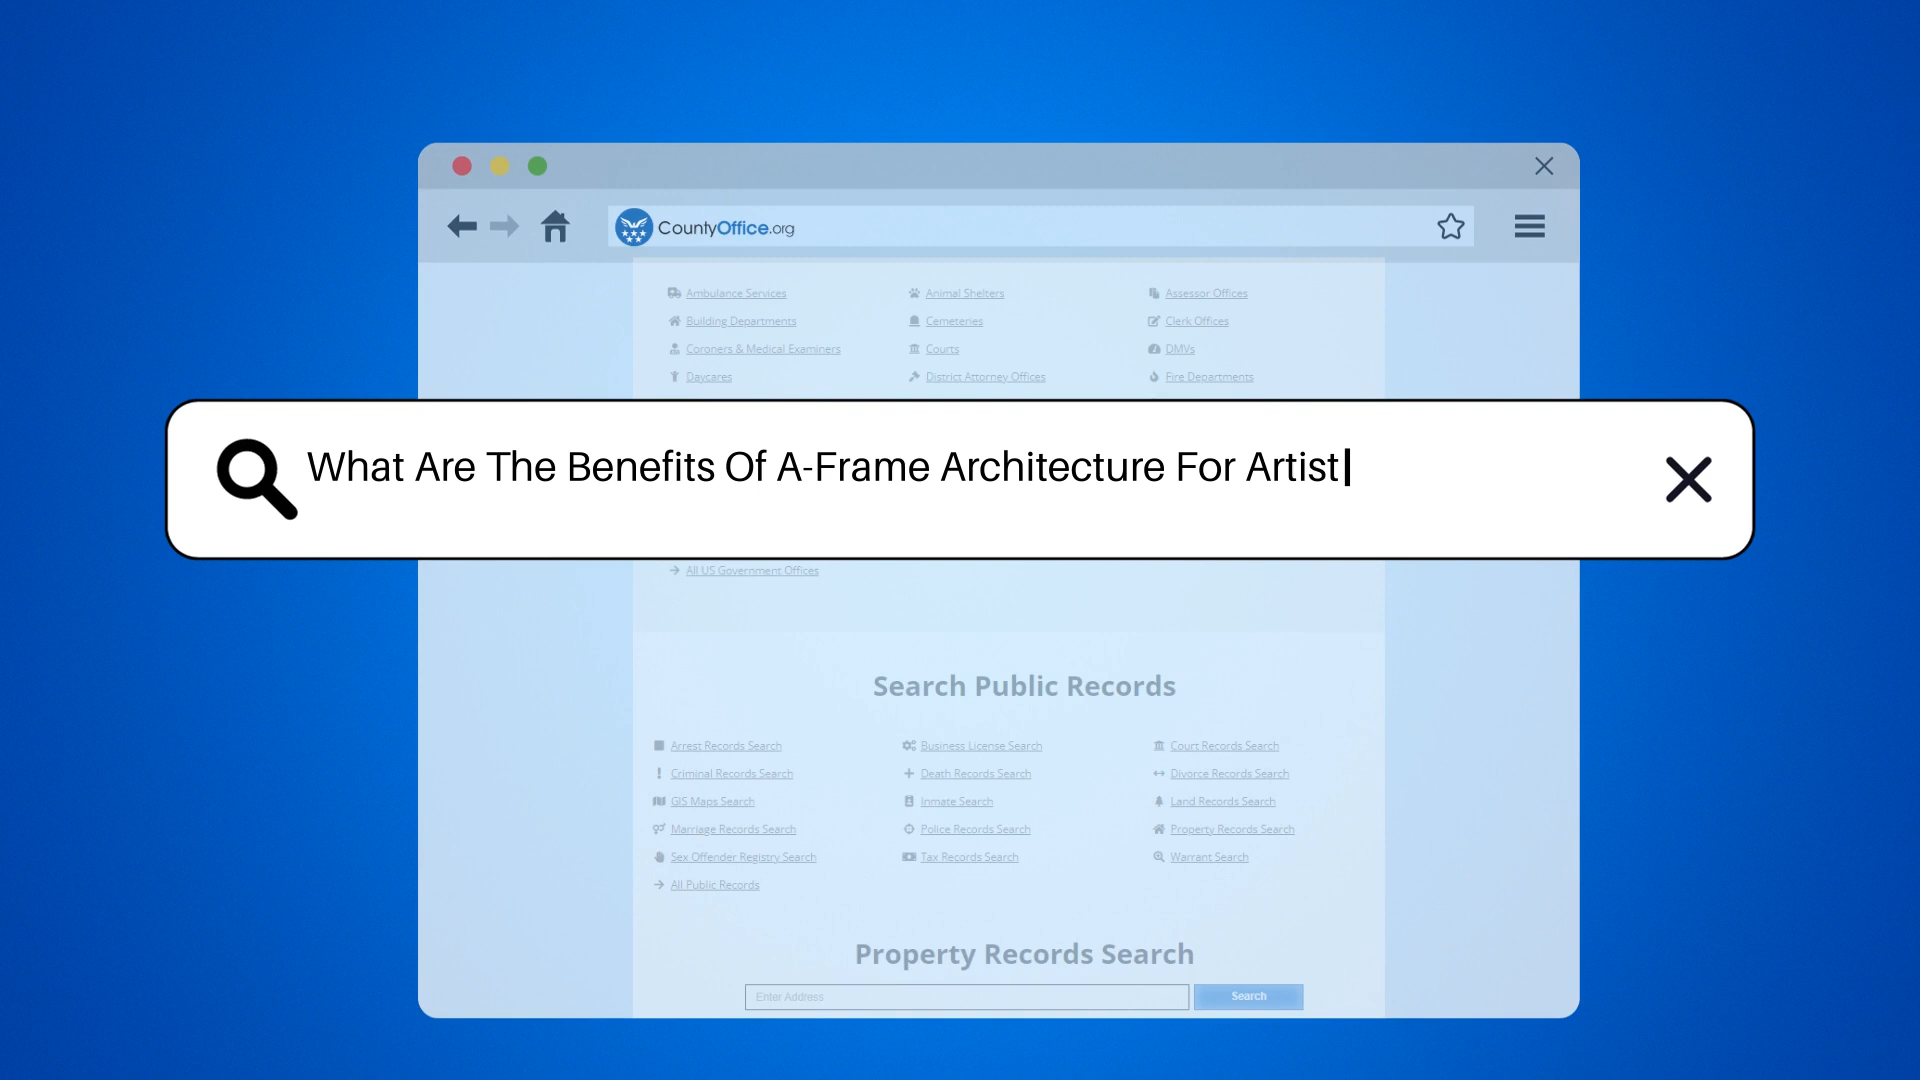 CountyOffice.org
Ambulance Services Animal Shelters Assessor Offices
Building Departments Cemeteries Clerk Offices
Coroners & Medical Examiners Courts DMVs
Daycares District Attorney Offices Fire Departments
What Are The Benefits Of A-Frame Architecture For Artist
All US Government Offices
Search Public Records
Arrest Records Search Business License Search Court Records Search
Criminal Records Search Death Records Search Divorce Records Search
GIS Maps Search Inmate Search Land Records Search
Marriage Records Search Police Records Search Property Records Search
Sex Offender Registry Search Tax Records Search Warrant Search
All Public Records
Property Records Search
Enter Address Search